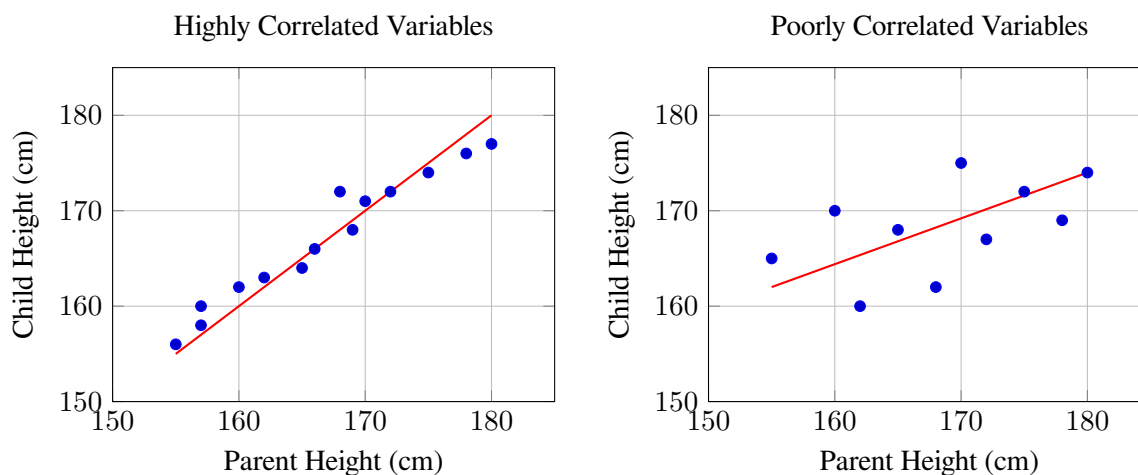 Highly Correlated Variables
180
170
160
150
150 160 170 180
Child Height (cm)
Parent Height (cm)
Poorly Correlated Variables
180
170
160
150
150 160 170 180
Child Height (cm)
Parent Height (cm)